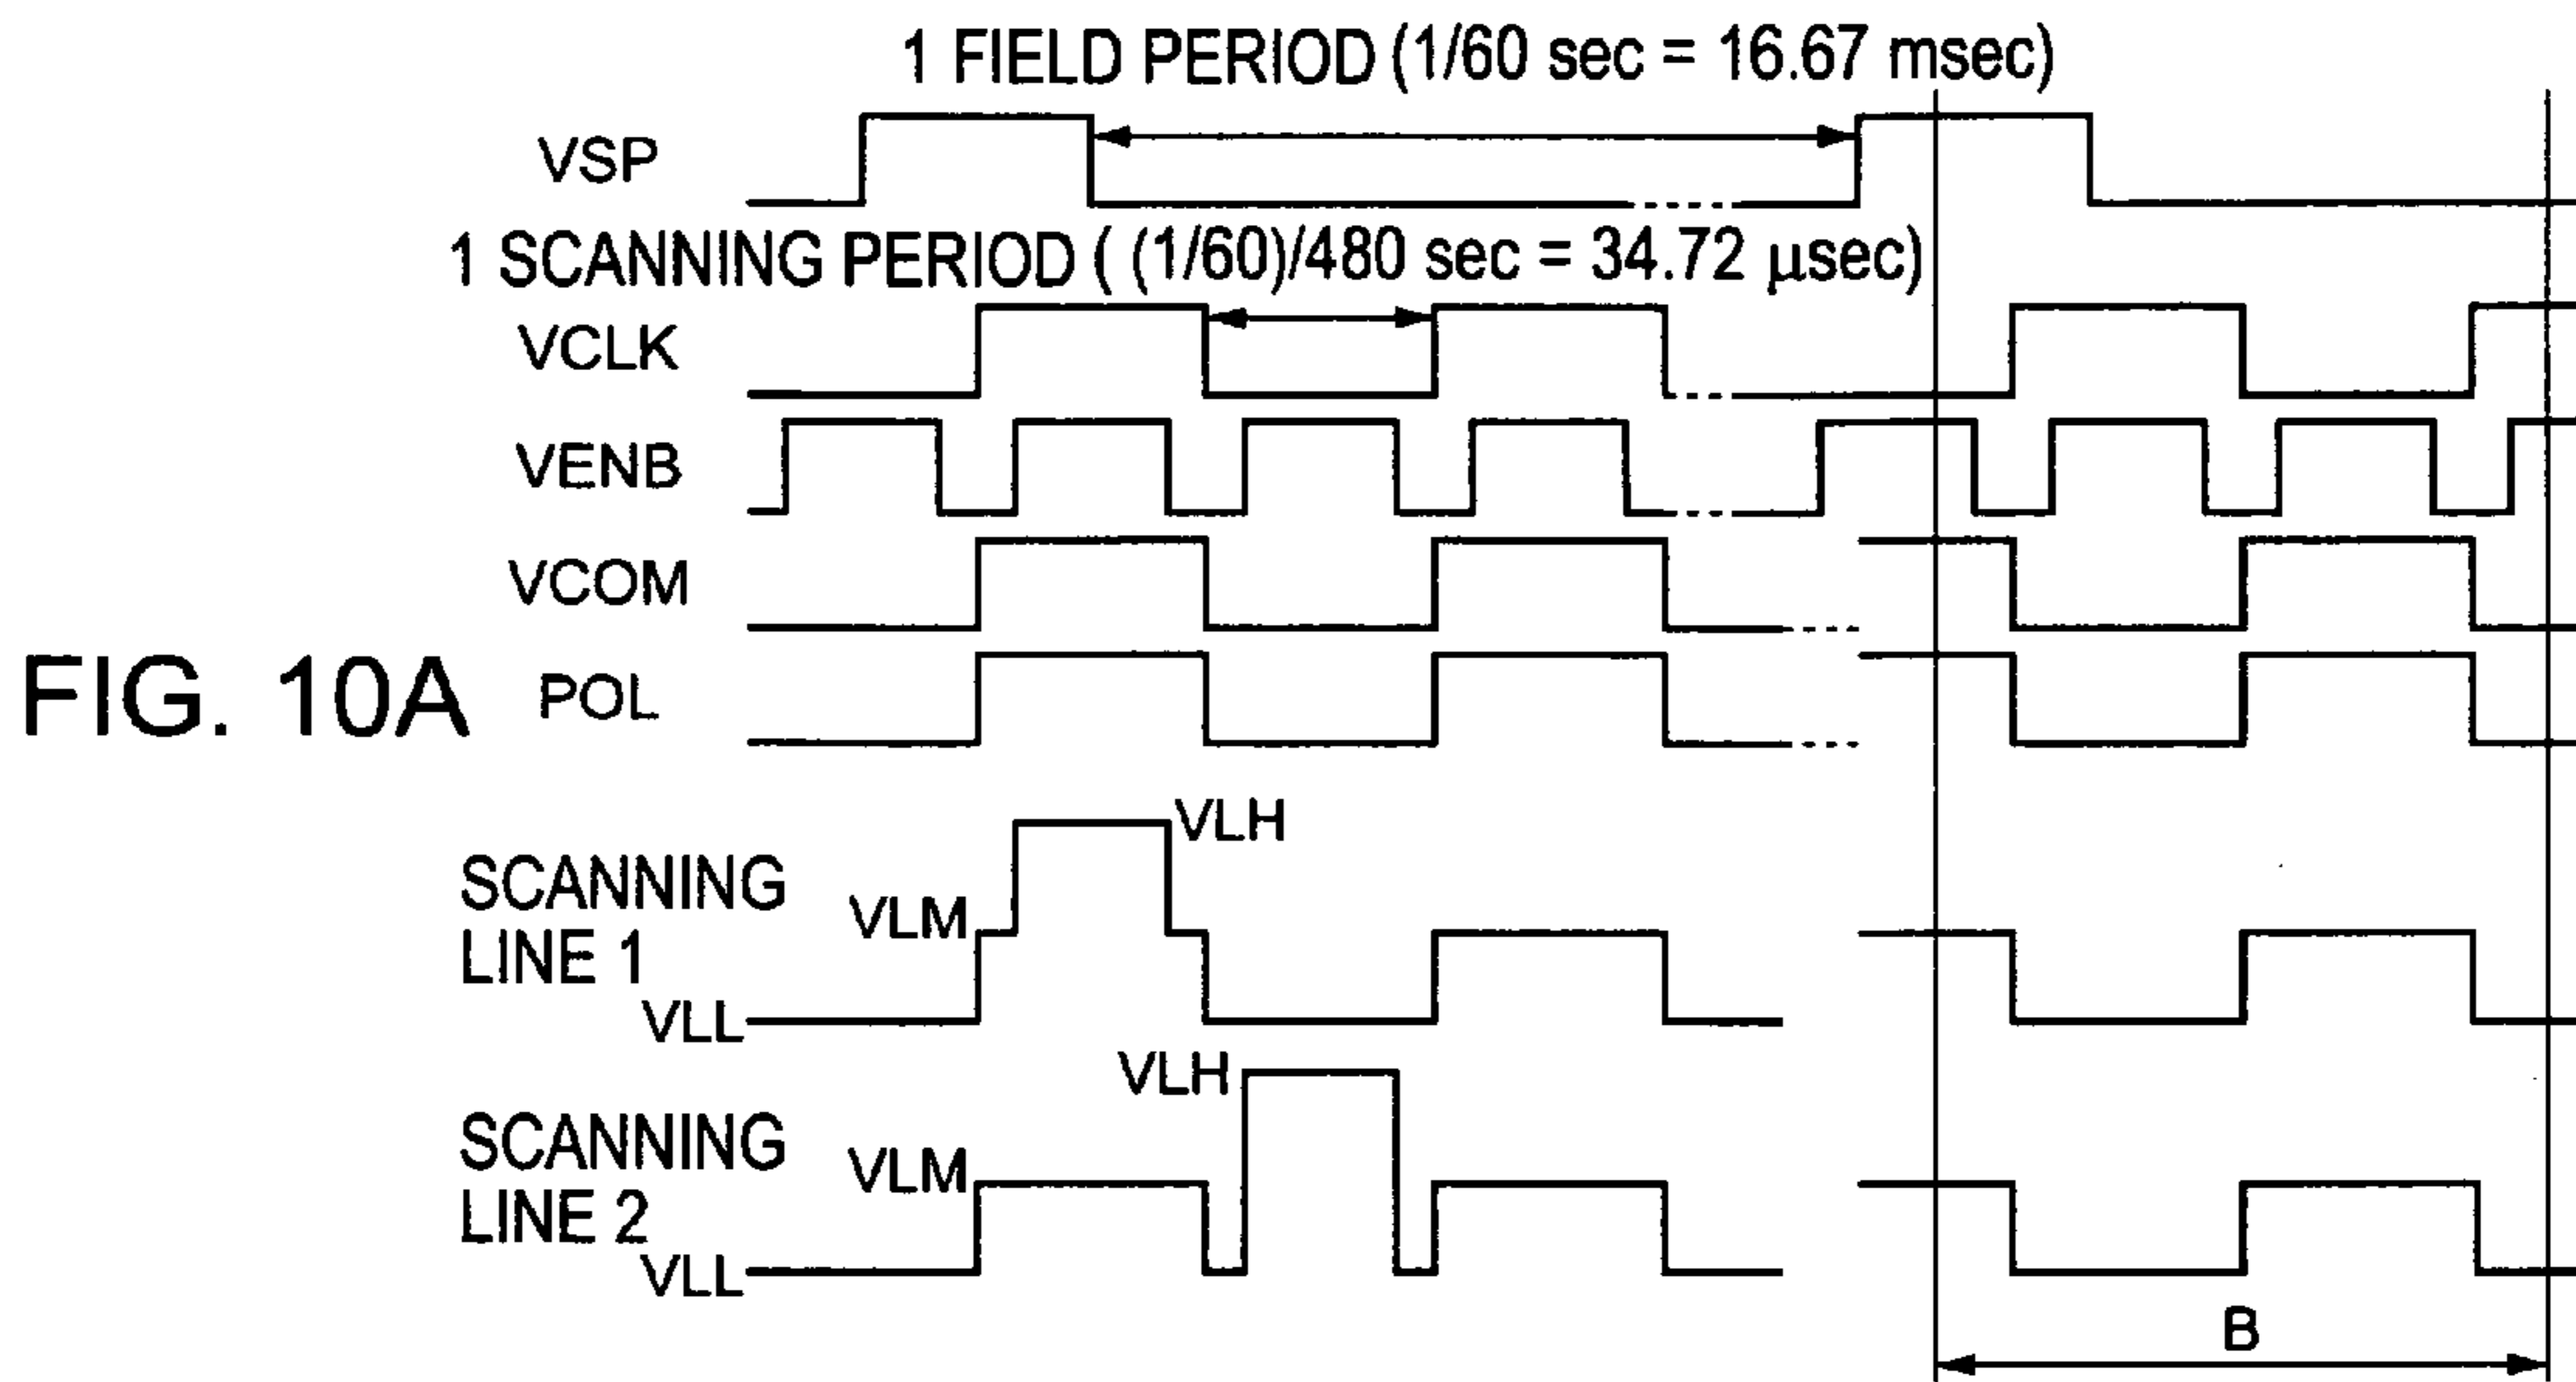 1 FIELD PERIOD (1/60 sec = 16.67 msec)
VSP
1 SCANNING PERIOD ( (1/60)/480 sec = 34.72 μsec)
VCLK
VENB
VCOM
FIG. 10A
POL
VLH
SCANNING
LINE 1
VLM
VLL
VLH
SCANNING
LINE 2
VLM
VLL
B